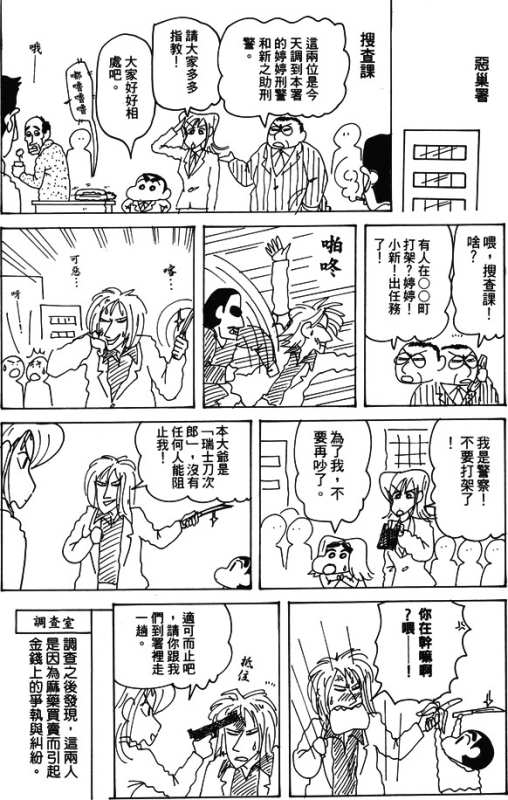 惡巢署
搜查課
這兩位是今
天調到本署
的婷婷刑警
和新之助刑
警。
請大家多多
指教！
大家好好相
處吧。
嘟嚕嚕嚕
哦
喂，搜查課！
啥？
有人在○○町
打架？婷婷！
小新！出任務
了！
啪咚
喀
可惡
呀
我是警察！
不要打架了
！
為了我，不
要再吵了。
本大爺是
「瑞士刀次
郎」，沒有
任何人能阻
止我！
你在幹嘛啊
？喂——！
抵住
適可而止吧
，請你跟我
們到署裡走
一趟。
調查室
調查之後發現，這兩人
是因為麻藥買賣而引起
金錢上的爭執與糾紛。